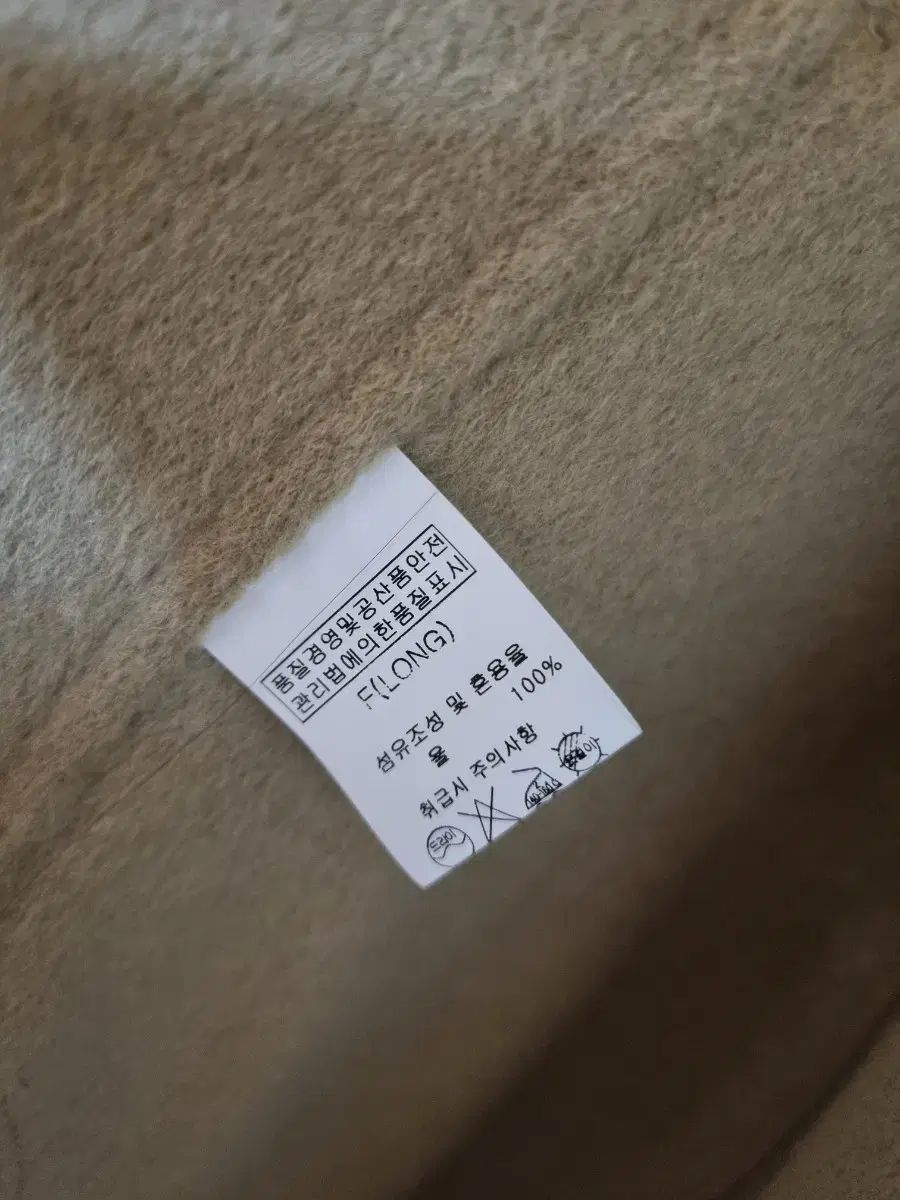 품질경영및공산품안전
관리법에의한품질표시
F(LONG)
섬유조성 및 혼용율
울 100%
취급시 주의사항
드라이